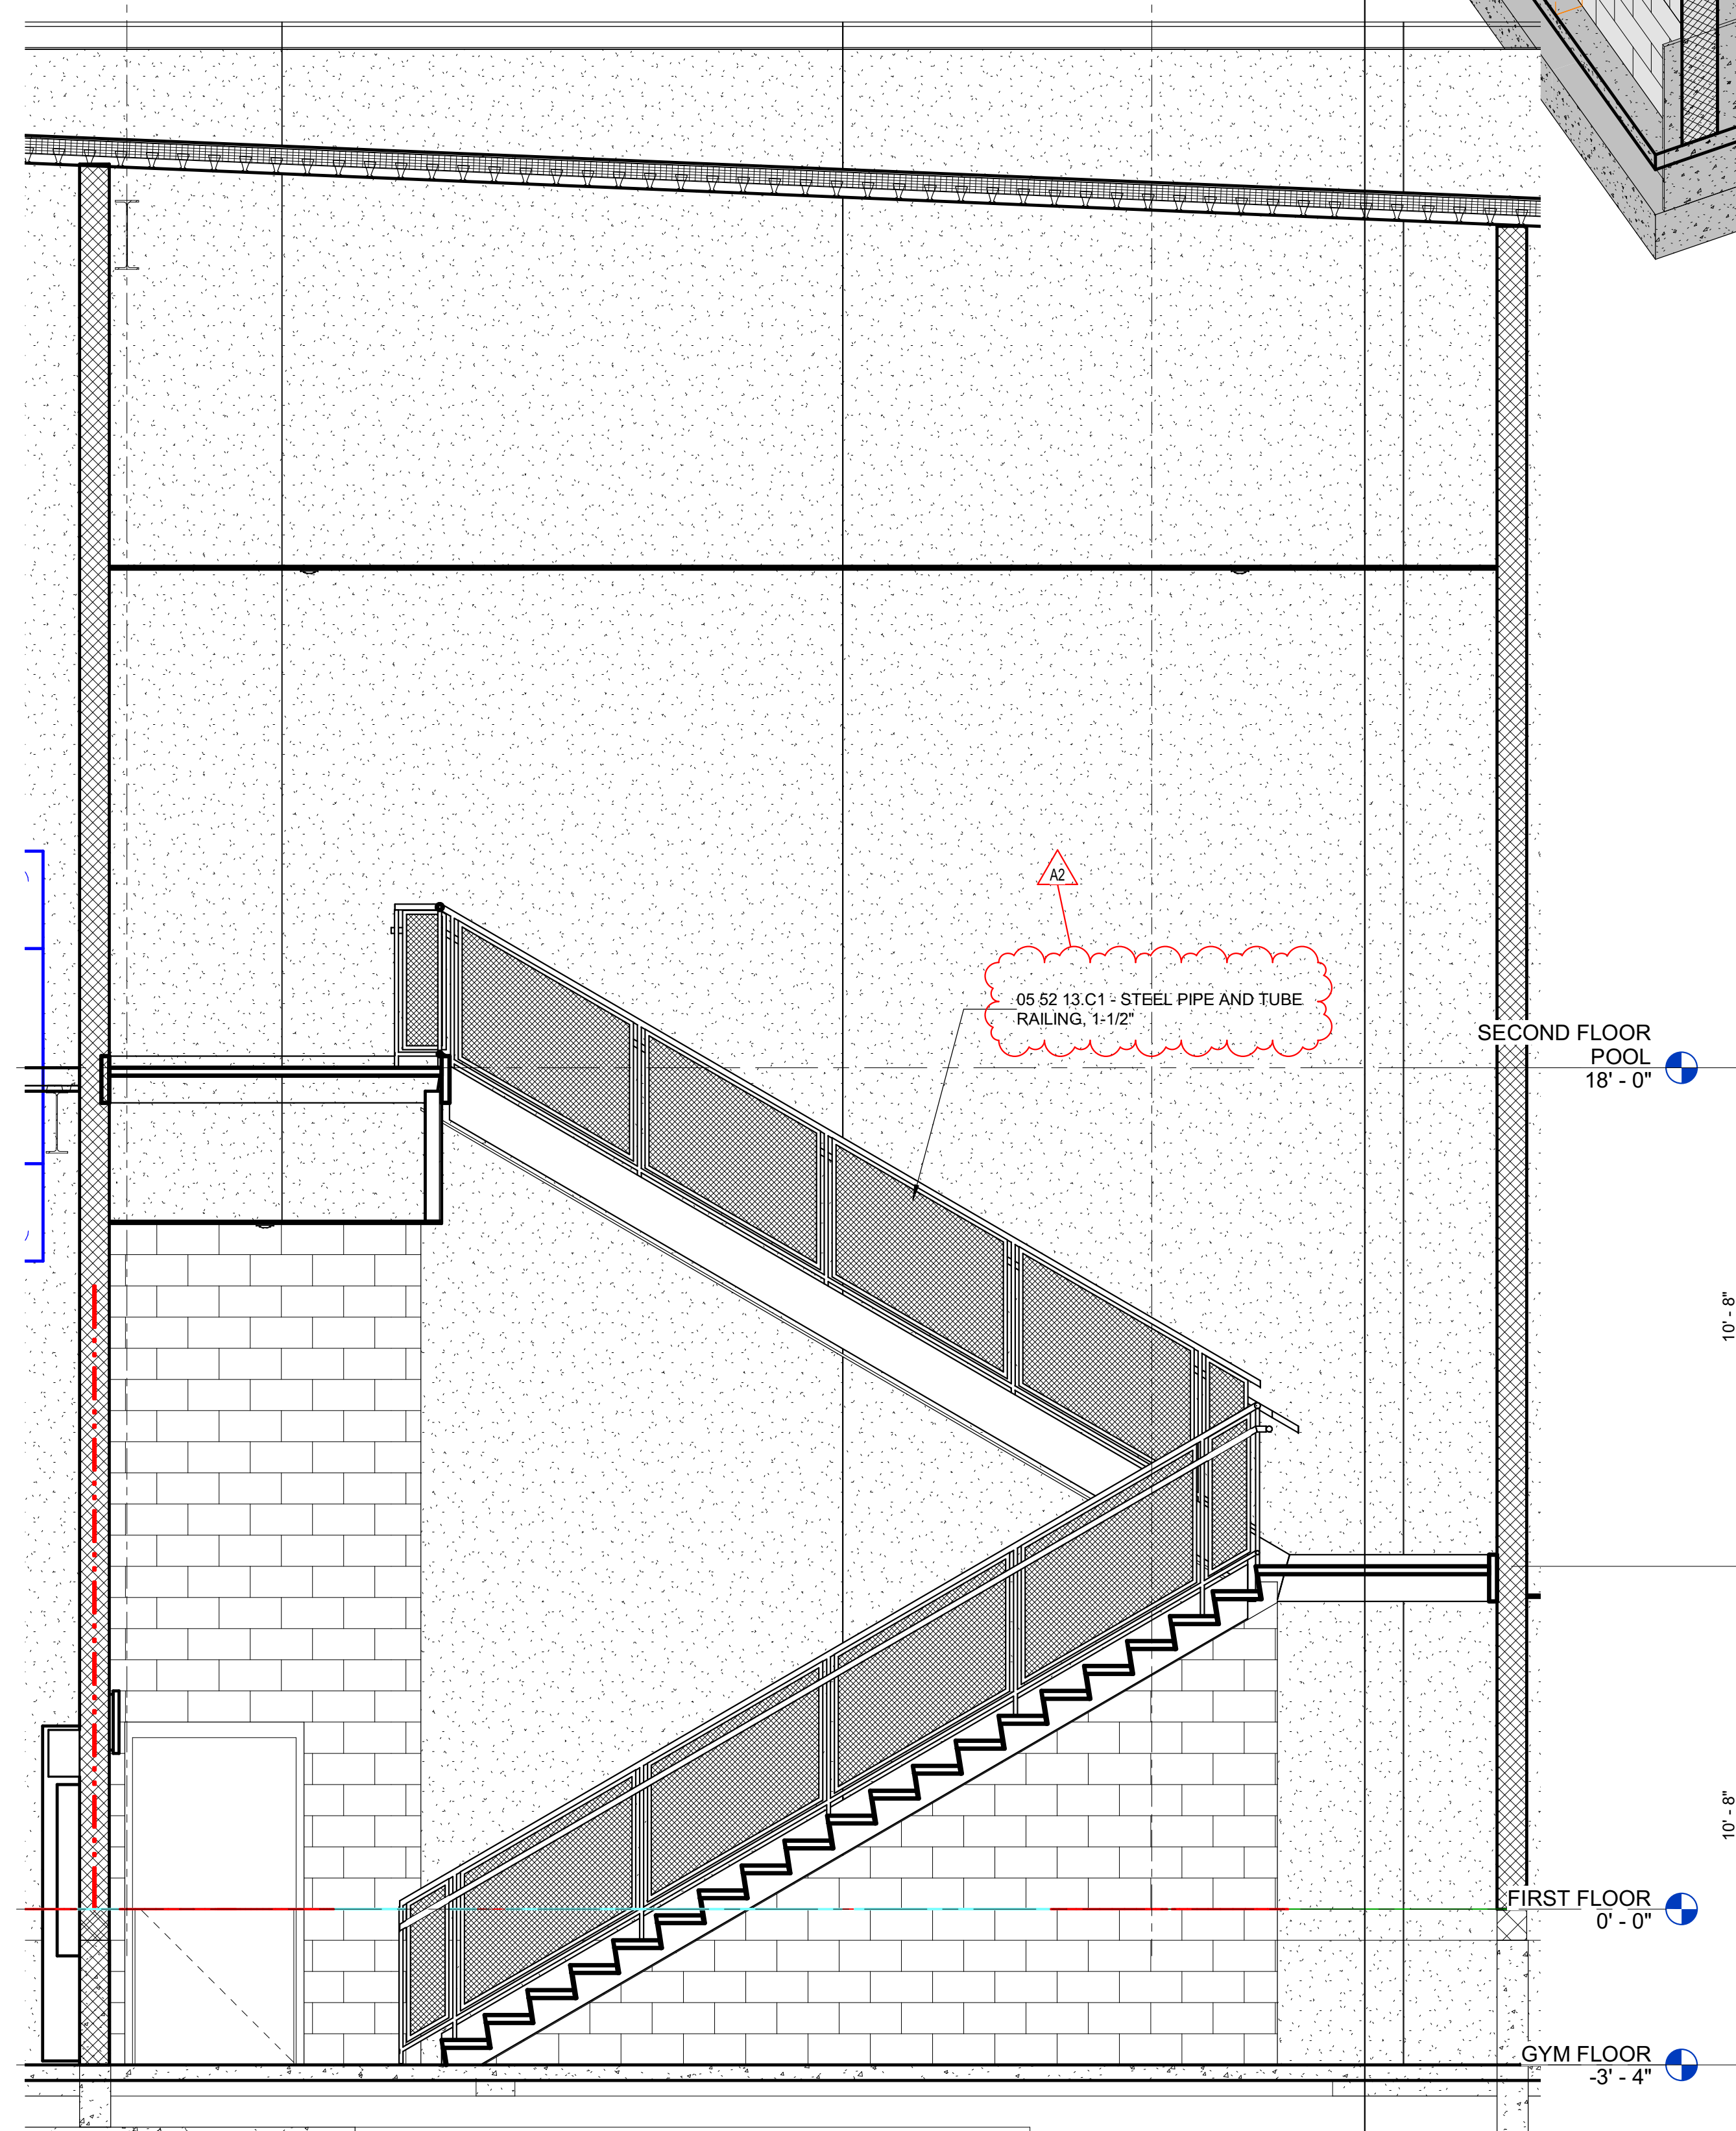 A2
05 52 13.C1 - STEEL PIPE AND TUBE
RAILING, 1-1/2"
SECOND FLOOR
POOL
18' - 0"
10' - 8"
10' - 8"
FIRST FLOOR
0' - 0"
GYM FLOOR
-3' - 4"